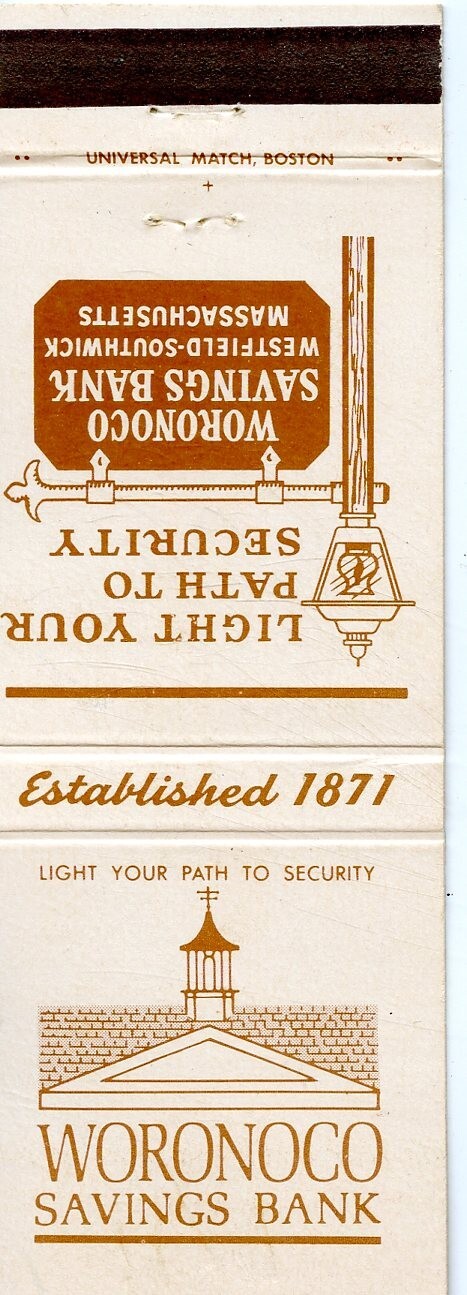 UNIVERSAL MATCH, BOSTON
LIGHT YOUR
PATH TO
SECURITY
WORONOCO
SAVINGS BANK
WESTFIELD-SOUTHWICK
MASSACHUSETTS
Established 1871
LIGHT YOUR PATH TO SECURITY
WORONOCO
SAVINGS BANK